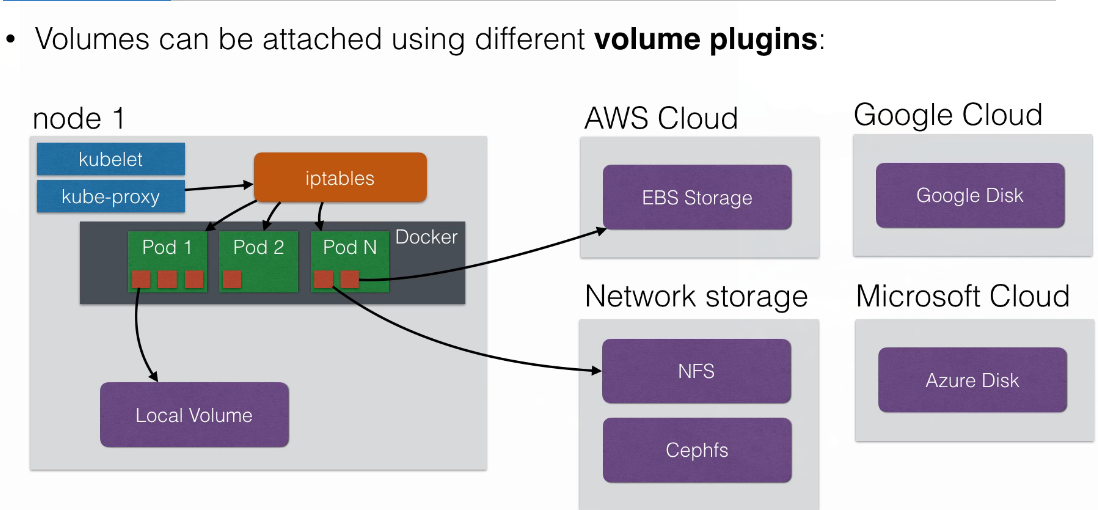 • Volumes can be attached using different volume plugins:
node 1
kubelet
kube-proxy
iptables
Docker
Pod 1
Pod 2
Pod N
Local Volume
AWS Cloud
EBS Storage
Google Cloud
Google Disk
Network storage
NFS
Cephfs
Microsoft Cloud
Azure Disk